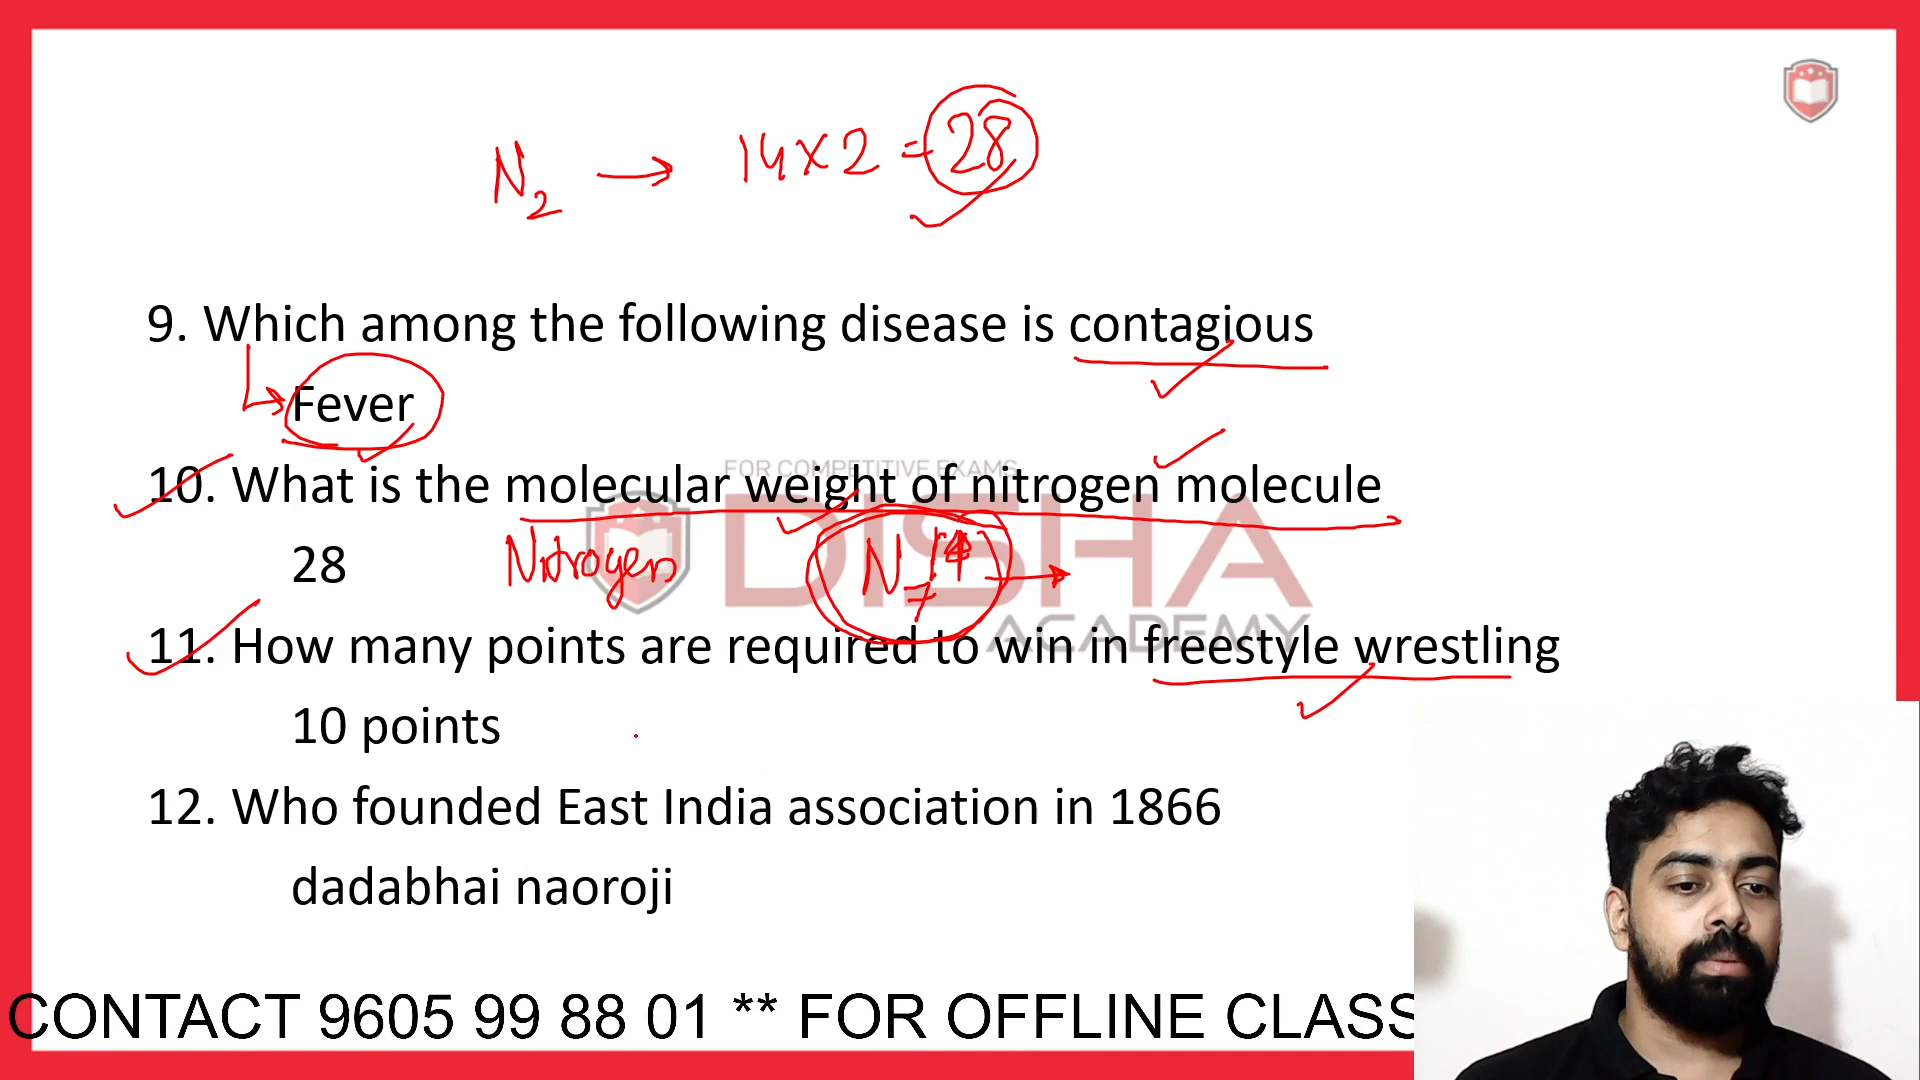 N2 → 14 x 2 = 28
9. Which among the following disease is contagious
Fever
10. What is the molecular weight of nitrogen molecule
FOR COMPETITIVE EXAMS
DISHA
ACADEMY
28
Nitrogen
N 7 14 →
11. How many points are required to win in freestyle wrestling
10 points
12. Who founded East India association in 1866
dadabhai naoroji
CONTACT 9605 99 88 01 ** FOR OFFLINE CLASS